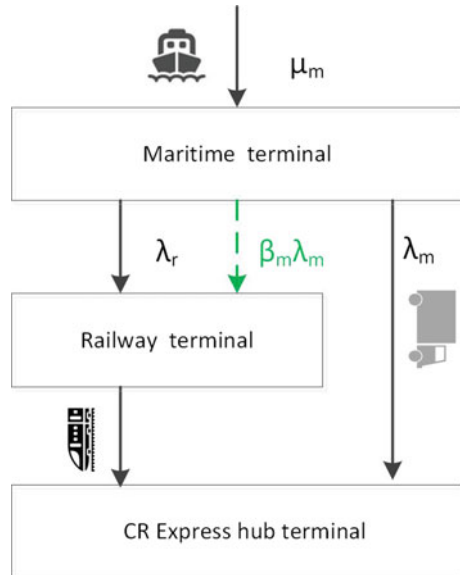 μm
Maritime terminal
λr βmλm λm
Railway terminal
CR Express hub terminal